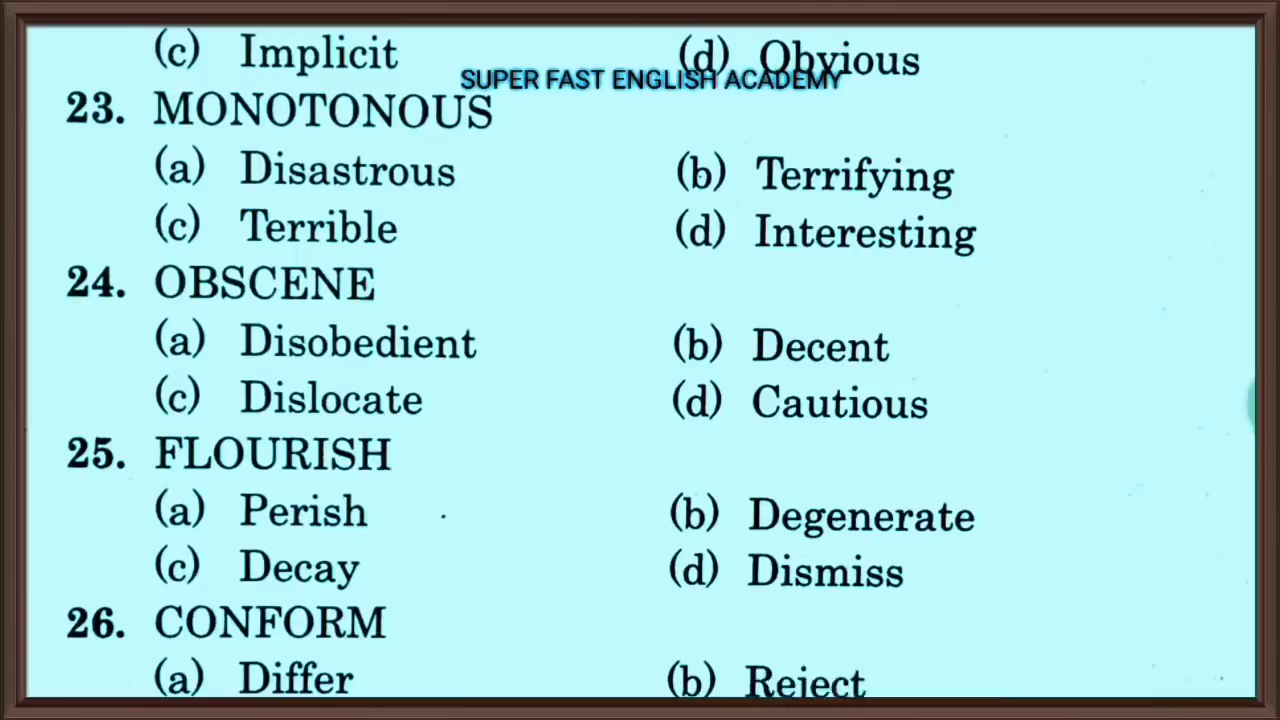 (c) Implicit (d) Obvious
SUPER FAST ENGLISH ACADEMY
23. MONOTONOUS
(a) Disastrous (b) Terrifying
(c) Terrible (d) Interesting
24. OBSCENE
(a) Disobedient (b) Decent
(c) Dislocate (d) Cautious
25. FLOURISH
(a) Perish (b) Degenerate
(c) Decay (d) Dismiss
26. CONFORM
(a) Differ (b) Reject